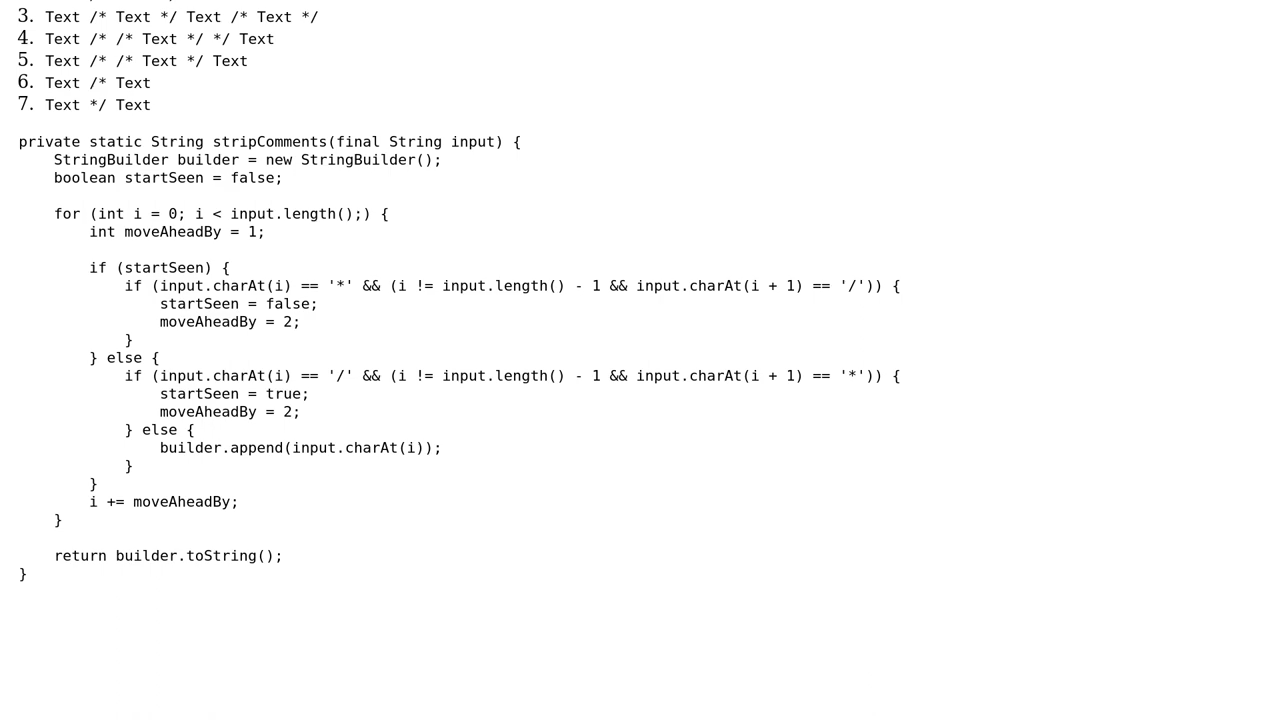 3. Text /* Text */ Text /* Text */
4. Text /* /* Text */ */ Text
5. Text /* /* Text */ Text
6. Text /* Text
7. Text */ Text
private static String stripComments(final String input) {
    StringBuilder builder = new StringBuilder();
    boolean startSeen = false;
    for (int i = 0; i < input.length();) {
        int moveAheadBy = 1;
        if (startSeen) {
            if (input.charAt(i) == '*' && (i != input.length() - 1 && input.charAt(i + 1) == '/')) {
                startSeen = false;
                moveAheadBy = 2;
            }
        } else {
            if (input.charAt(i) == '/' && (i != input.length() - 1 && input.charAt(i + 1) == '*')) {
                startSeen = true;
                moveAheadBy = 2;
            } else {
                builder.append(input.charAt(i));
            }
        }
        i += moveAheadBy;
    }
    return builder.toString();
}